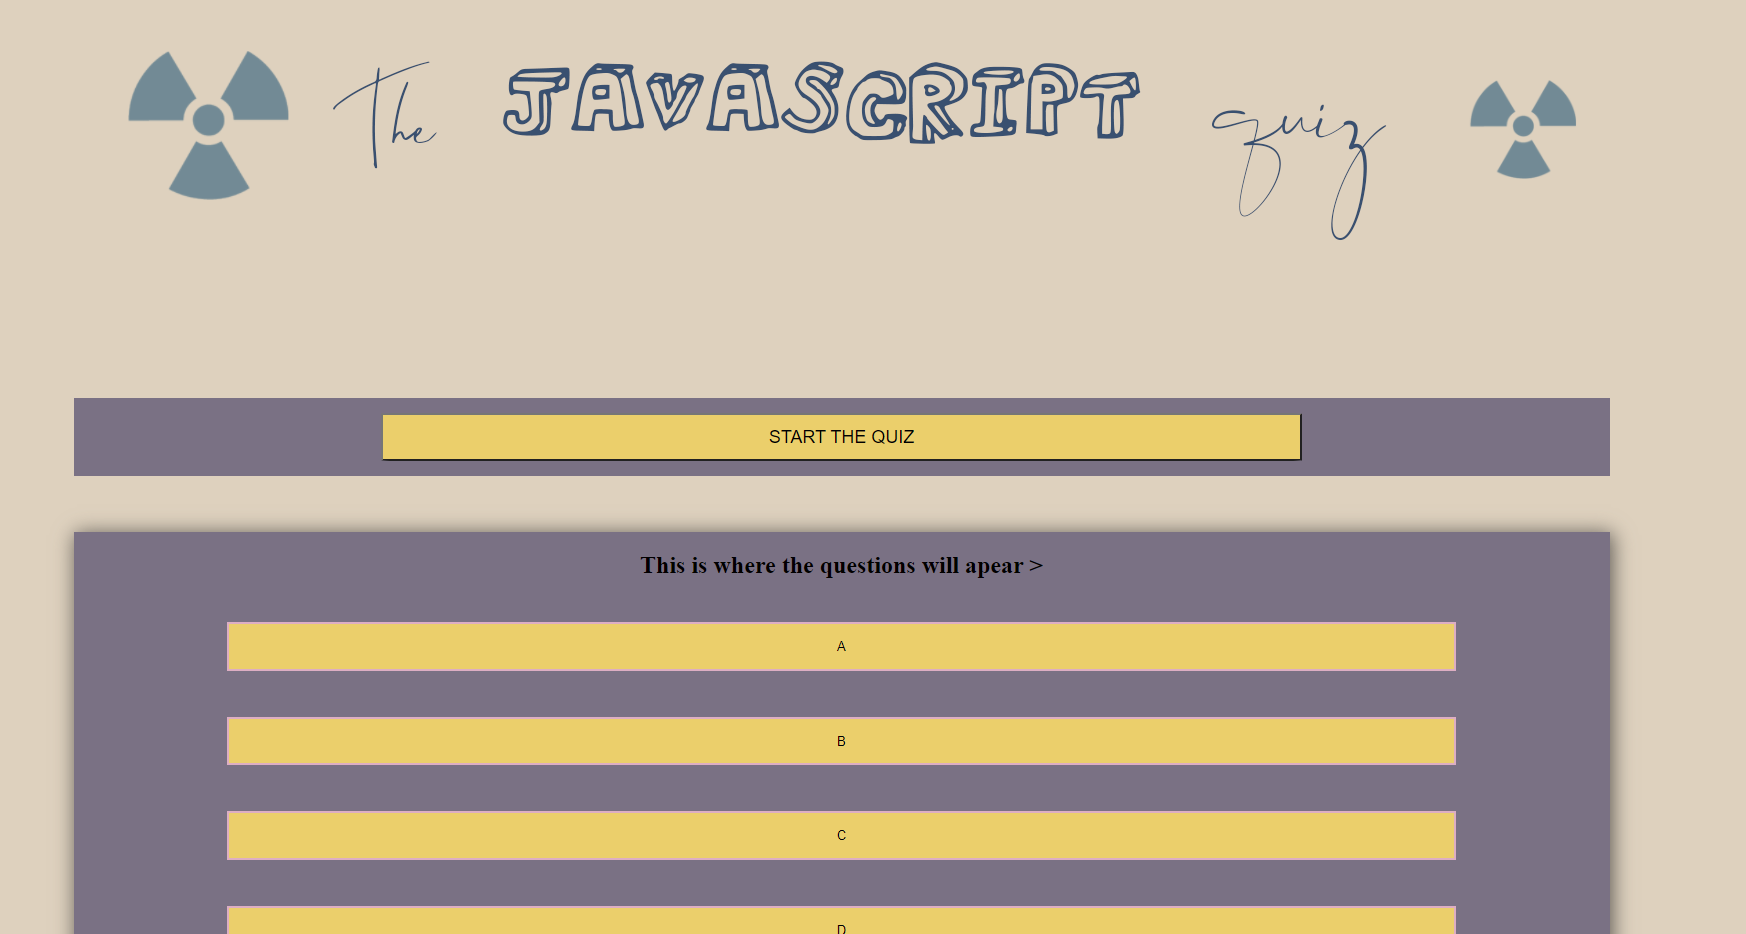 The JAVASCRIPT quiz
START THE QUIZ
This is where the questions will apear >
A
B
C
D